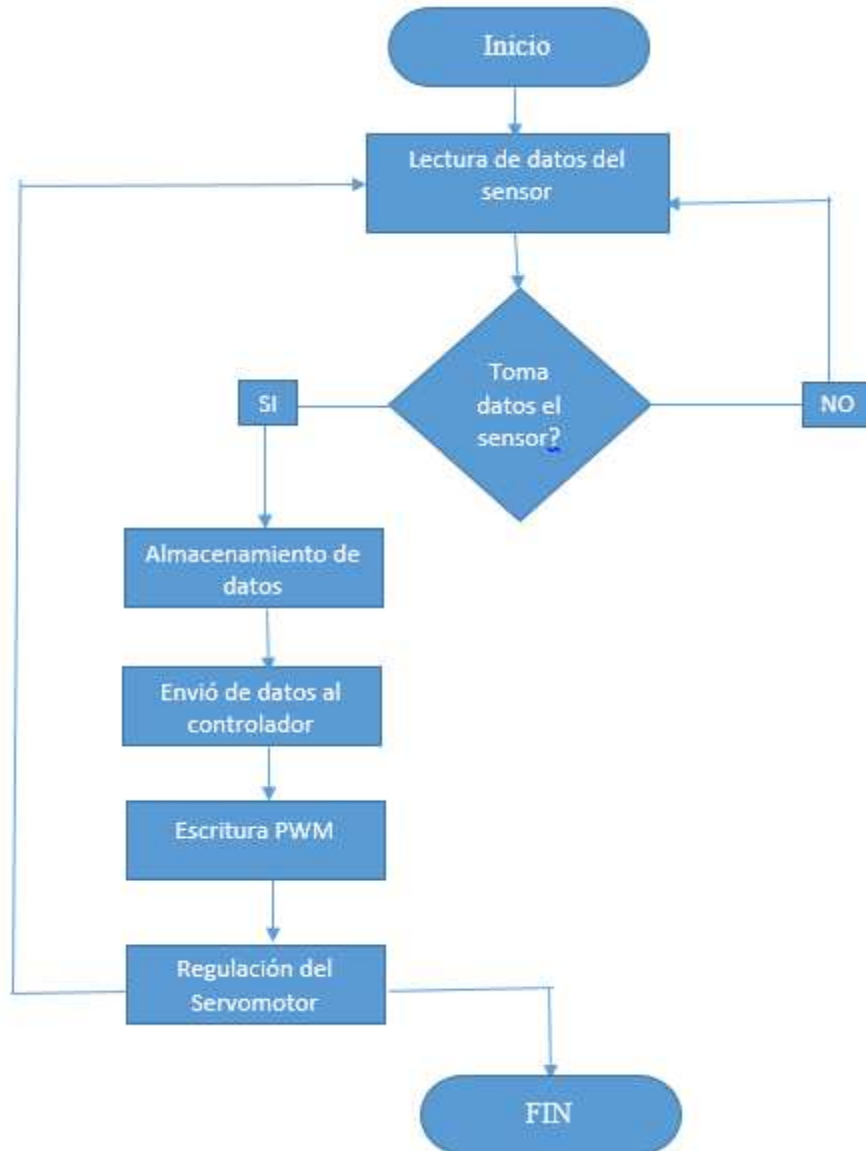 Inicio
Lectura de datos del
sensor
Toma
datos el
sensor?
SI
NO
Almacenamiento de
datos
Envió de datos al
controlador
Escritura PWM
Regulación del
Servomotor
FIN